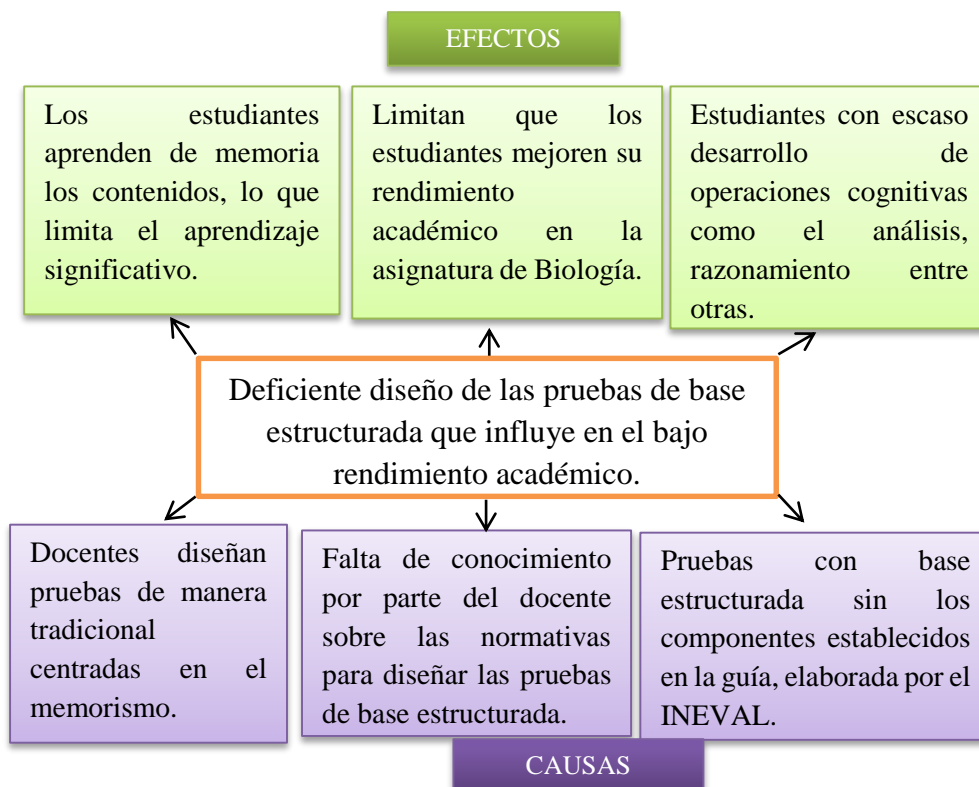 EFECTOS
Los estudiantes
aprenden de memoria
los contenidos, lo que
limita el aprendizaje
significativo.
Limitan que los
estudiantes mejoren su
rendimiento
académico en la
asignatura de Biología.
Estudiantes con escaso
desarrollo de
operaciones cognitivas
como el análisis,
razonamiento entre
otras.
Deficiente diseño de las pruebas de base
estructurada que influye en el bajo
rendimiento académico.
Docentes diseñan
pruebas de manera
tradicional
centradas en el
memorismo.
Falta de conocimiento
por parte del docente
sobre las normativas
para diseñar las pruebas
de base estructurada.
Pruebas con base
estructurada sin los
componentes establecidos
en la guía, elaborada por el
INEVAL.
CAUSAS